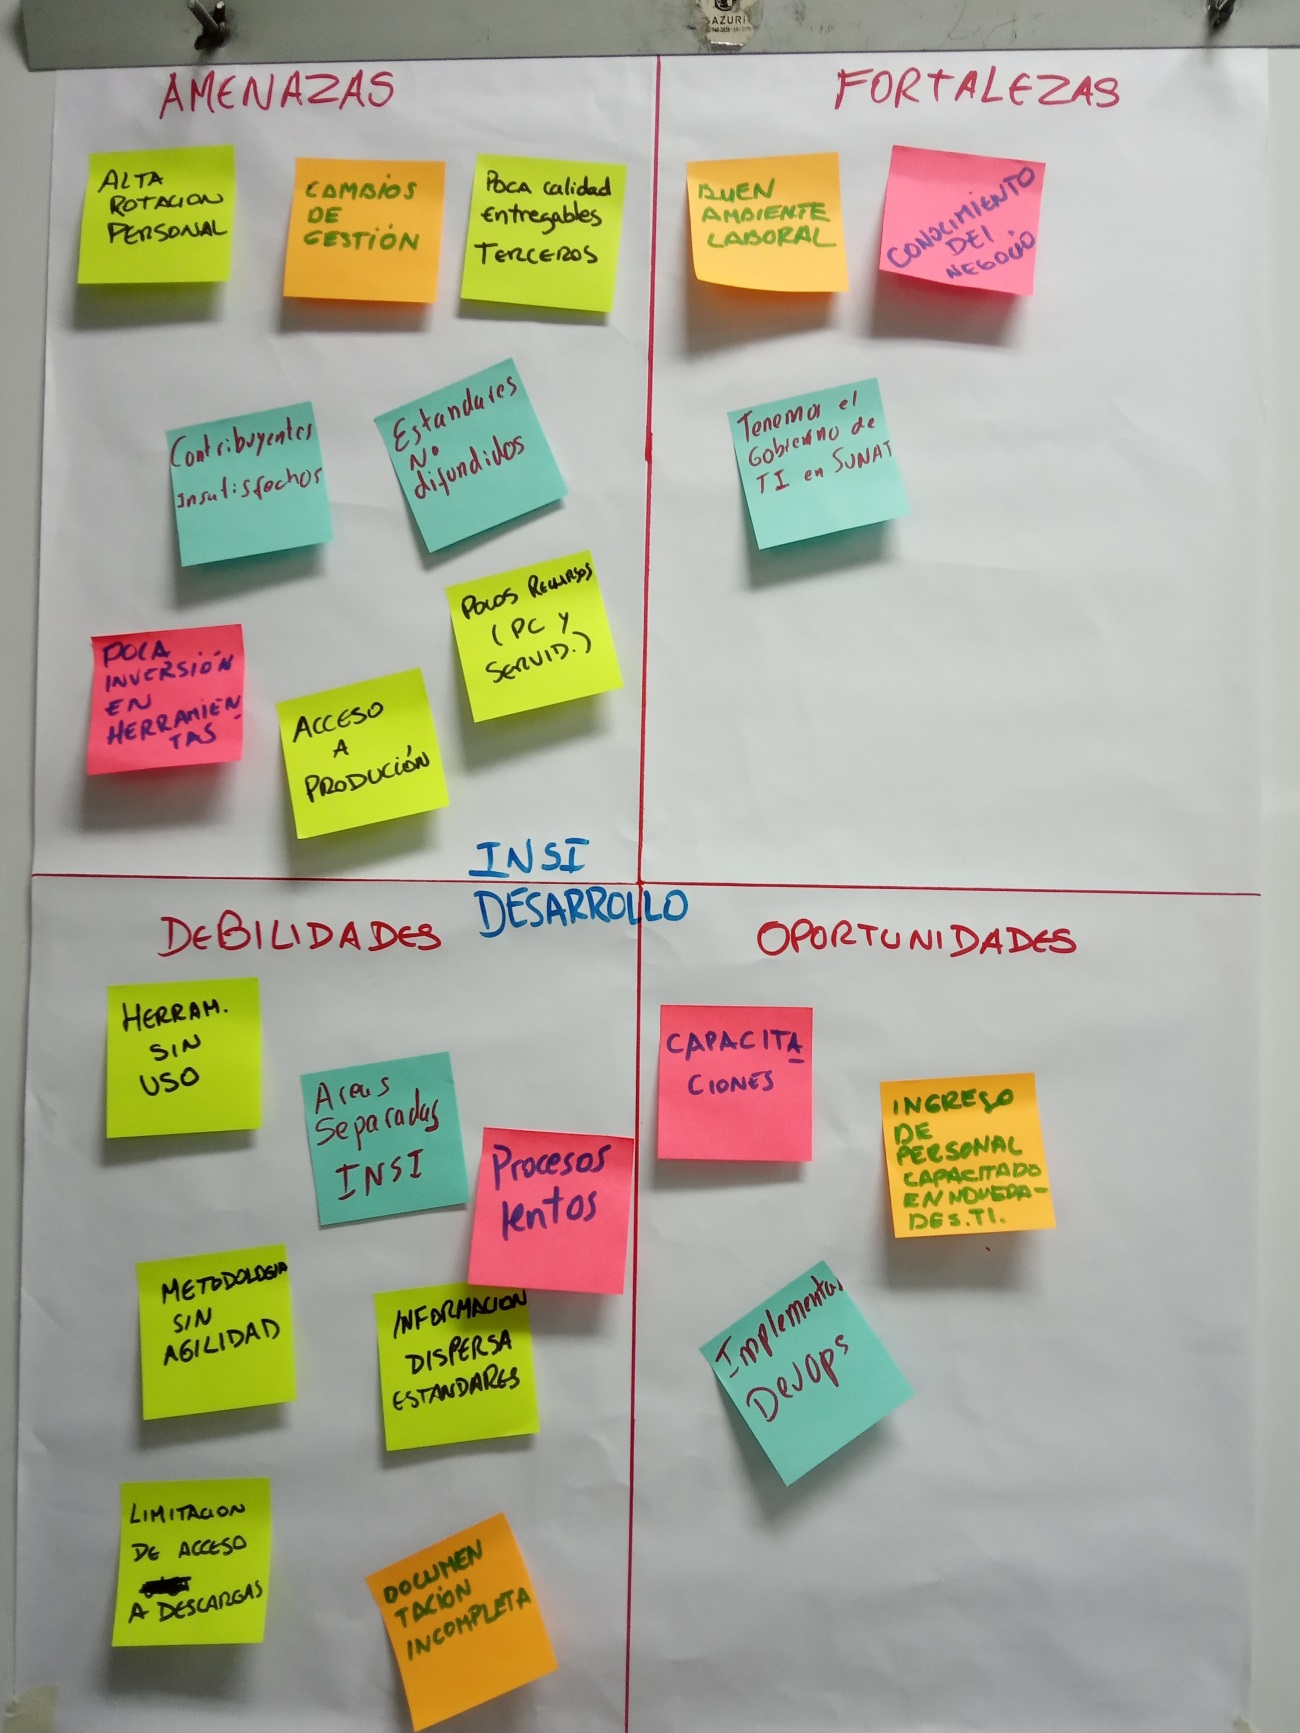 AZURI
AMENAZAS
ALTA
ROTACION
PERSONAL
CAMBIOS
DE
GESTIÓN
POCA calidad
Entregables
TERCEROS
Contribuyentes
Insatisfechos
Estandares
No
difundidos
POCA
INVERSIÓN
EN
HERRAMIEN
TAS
ACCESO
A
PRODUCIÓN
POCOS RECURSOS
(PC Y
SERVID.)
FORTALEZAS
BUEN
AMBIENTE
LABORAL
CONOCIMIENTO
DEl
NEGOCIO
Tenemos el
Gobierno de
TI en SUNAT
INSI
DESARROLLO
DEBILIDADES
HERRAM.
SIN
USO
Areas
Separadas
INSI
Procesos
lentos
METODOLOGIA
SIN
AGILIDAD
INFORMACION
DISPERSA
ESTANDARES
LIMITACION
DE ACCESO
A DESCARGAS
DOCUMEN
TACIÓN
INCOMPLETA
OPORTUNIDADES
CAPACITA
CIONES
INGRESO
DE
PERSONAL
CAPACITADO
EN NOVEDA-
DES.TI.
Implementar
DevOps